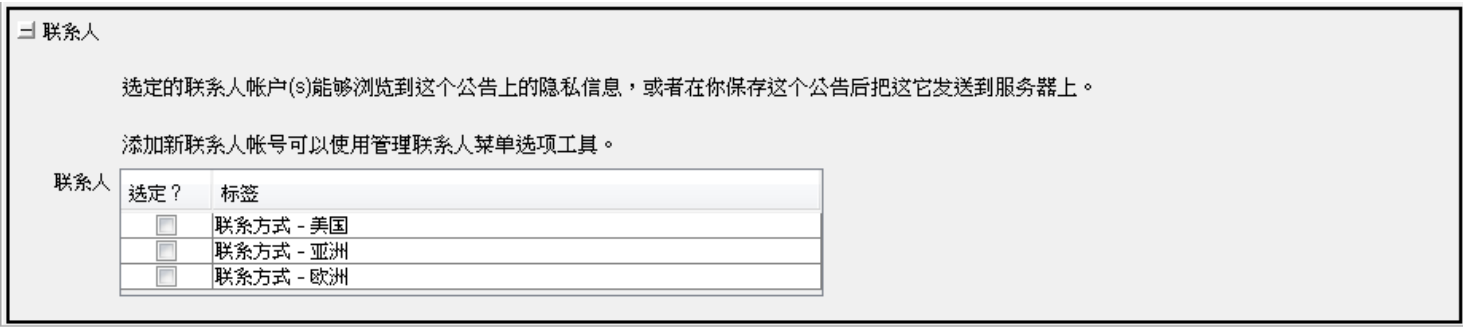 联系人
选定的联系人帐户(s)能够浏览到这个公告上的隐私信息，或者在你保存这个公告后把这它发送到服务器上。
添加新联系人帐号可以使用管理联系人菜单选项工具。
联系人
选定？ 标签
联系方式 - 美国
联系方式 - 亚洲
联系方式 - 欧洲